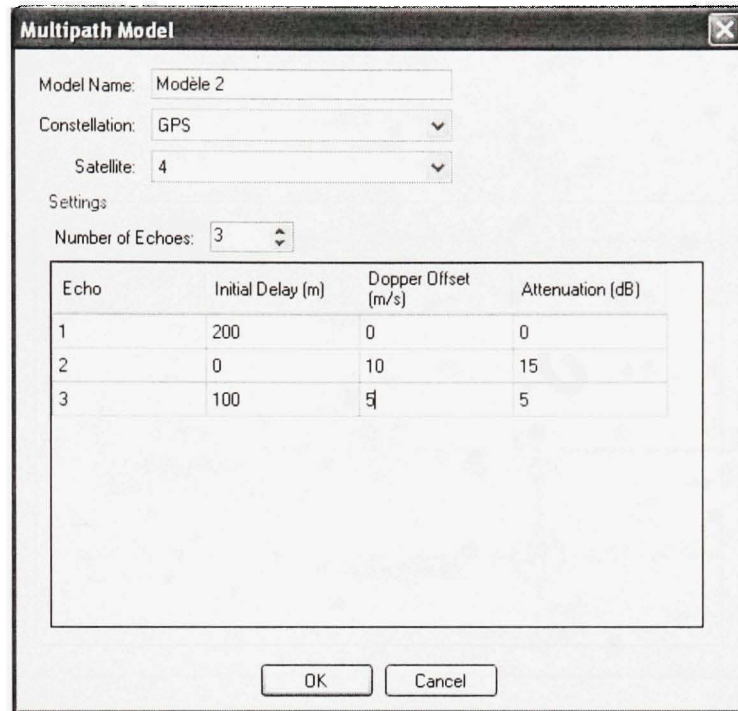 Multipath Model
Model Name: Modèle 2
Constellation: GPS
Satellite: 4
Settings
Number of Echoes: 3
Echo Initial Delay (m) Dopper Offset (m/s) Attenuation (dB)
1 200 0 0
2 0 10 15
3 100 5 5
OK Cancel